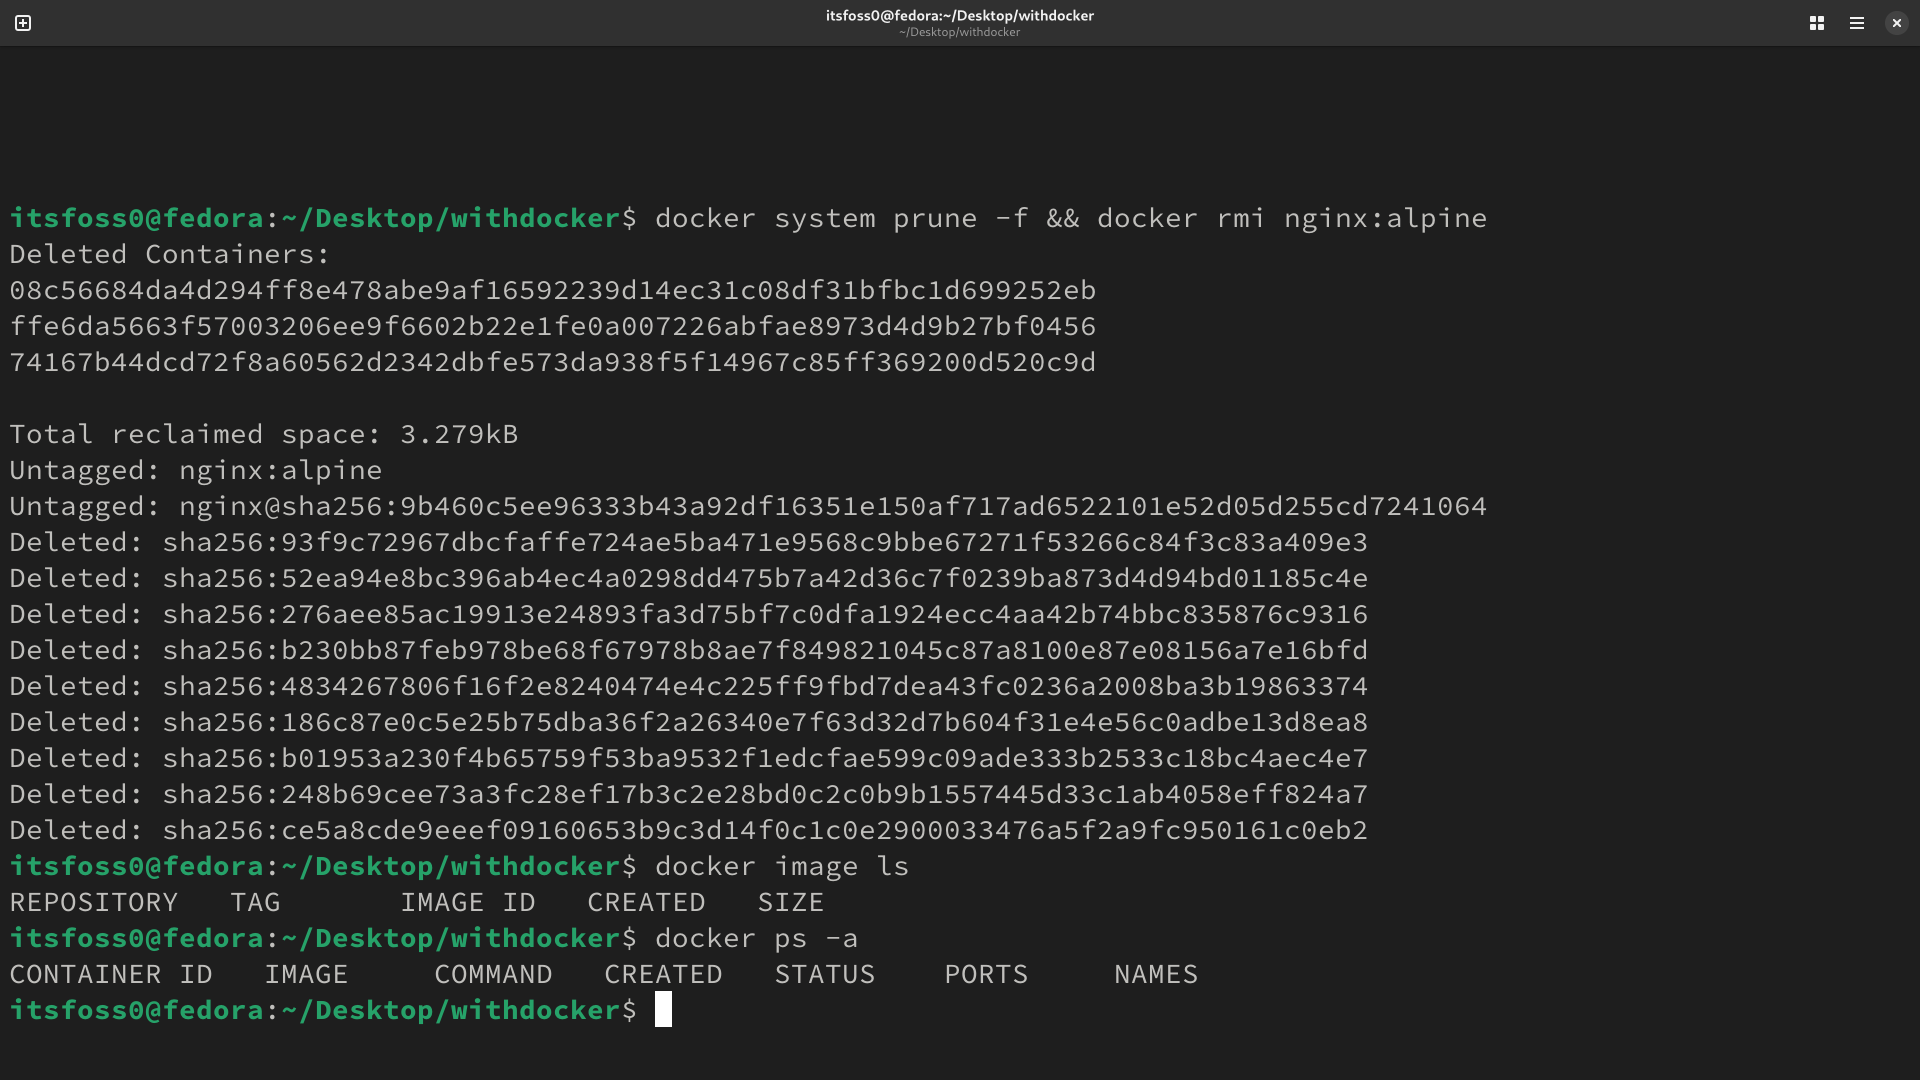 itsfoss0@fedora:~/Desktop/withdocker
~/Desktop/withdocker
itsfoss0@fedora:~/Desktop/withdocker$ docker system prune -f && docker rmi nginx:alpine
Deleted Containers:
08c56684da4d294ff8e478abe9af16592239d14ec31c08df31bfbc1d699252eb
ffe6da5663f57003206ee9f6602b22e1fe0a007226abfae8973d4d9b27bf0456
74167b44dcd72f8a60562d2342dbfe573da938f5f14967c85ff369200d520c9d
Total reclaimed space: 3.279kB
Untagged: nginx:alpine
Untagged: nginx@sha256:9b460c5ee96333b43a92df16351e150af717ad6522101e52d05d255cd7241064
Deleted: sha256:93f9c72967dbcfaffe724ae5ba471e9568c9bbe67271f53266c84f3c83a409e3
Deleted: sha256:52ea94e8bc396ab4ec4a0298dd475b7a42d36c7f0239ba873d4d94bd01185c4e
Deleted: sha256:276aee85ac19913e24893fa3d75bf7c0dfa1924ecc4aa42b74bbc835876c9316
Deleted: sha256:b230bb87feb978be68f67978b8ae7f849821045c87a8100e87e08156a7e16bfd
Deleted: sha256:4834267806f16f2e8240474e4c225ff9fbd7dea43fc0236a2008ba3b19863374
Deleted: sha256:186c87e0c5e25b75dba36f2a26340e7f63d32d7b604f31e4e56c0adbe13d8ea8
Deleted: sha256:b01953a230f4b65759f53ba9532f1edcfae599c09ade333b2533c18bc4aec4e7
Deleted: sha256:248b69cee73a3fc28ef17b3c2e28bd0c2c0b9b1557445d33c1ab4058eff824a7
Deleted: sha256:ce5a8cde9eeef09160653b9c3d14f0c1c0e2900033476a5f2a9fc950161c0eb2
itsfoss0@fedora:~/Desktop/withdocker$ docker image ls
REPOSITORY   TAG       IMAGE ID   CREATED   SIZE
itsfoss0@fedora:~/Desktop/withdocker$ docker ps -a
CONTAINER ID   IMAGE     COMMAND   CREATED   STATUS    PORTS     NAMES
itsfoss0@fedora:~/Desktop/withdocker$